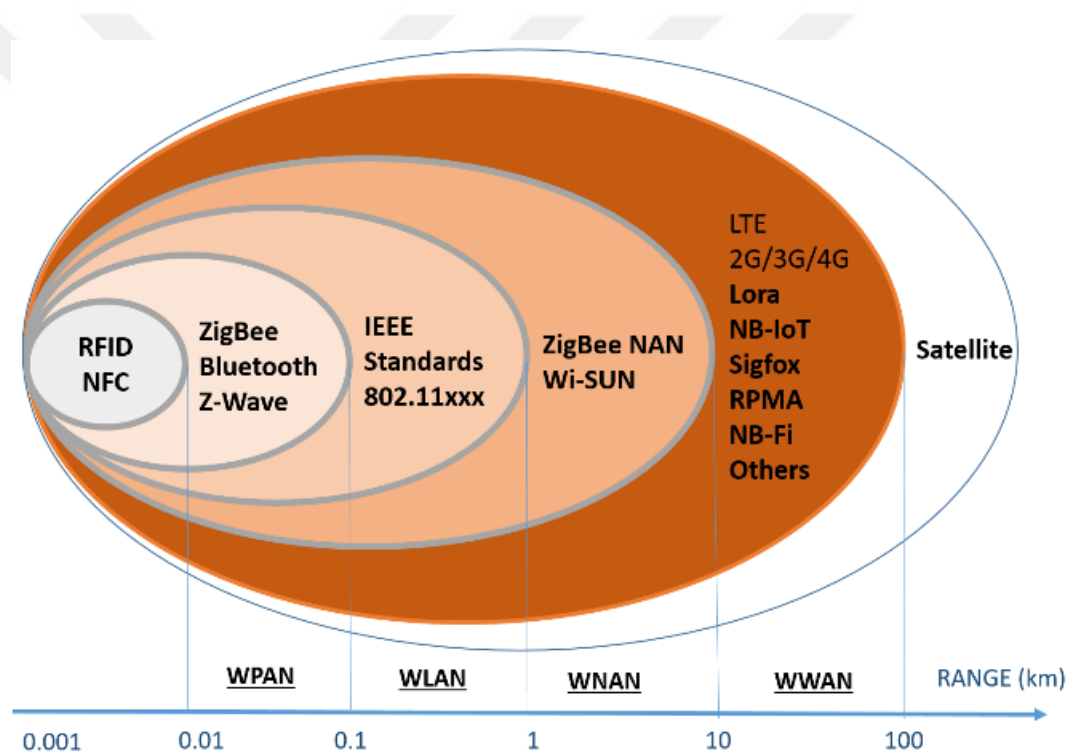 RFID
NFC
ZigBee
Bluetooth
Z-Wave
IEEE
Standards
802.11xxx
ZigBee NAN
Wi-SUN
LTE
2G/3G/4G
Lora
NB-IoT
Sigfox
RPMA
NB-Fi
Others
Satellite
WPAN
WLAN
WNAN
WWAN
RANGE (km)
0.001
0.01
0.1
1
10
100